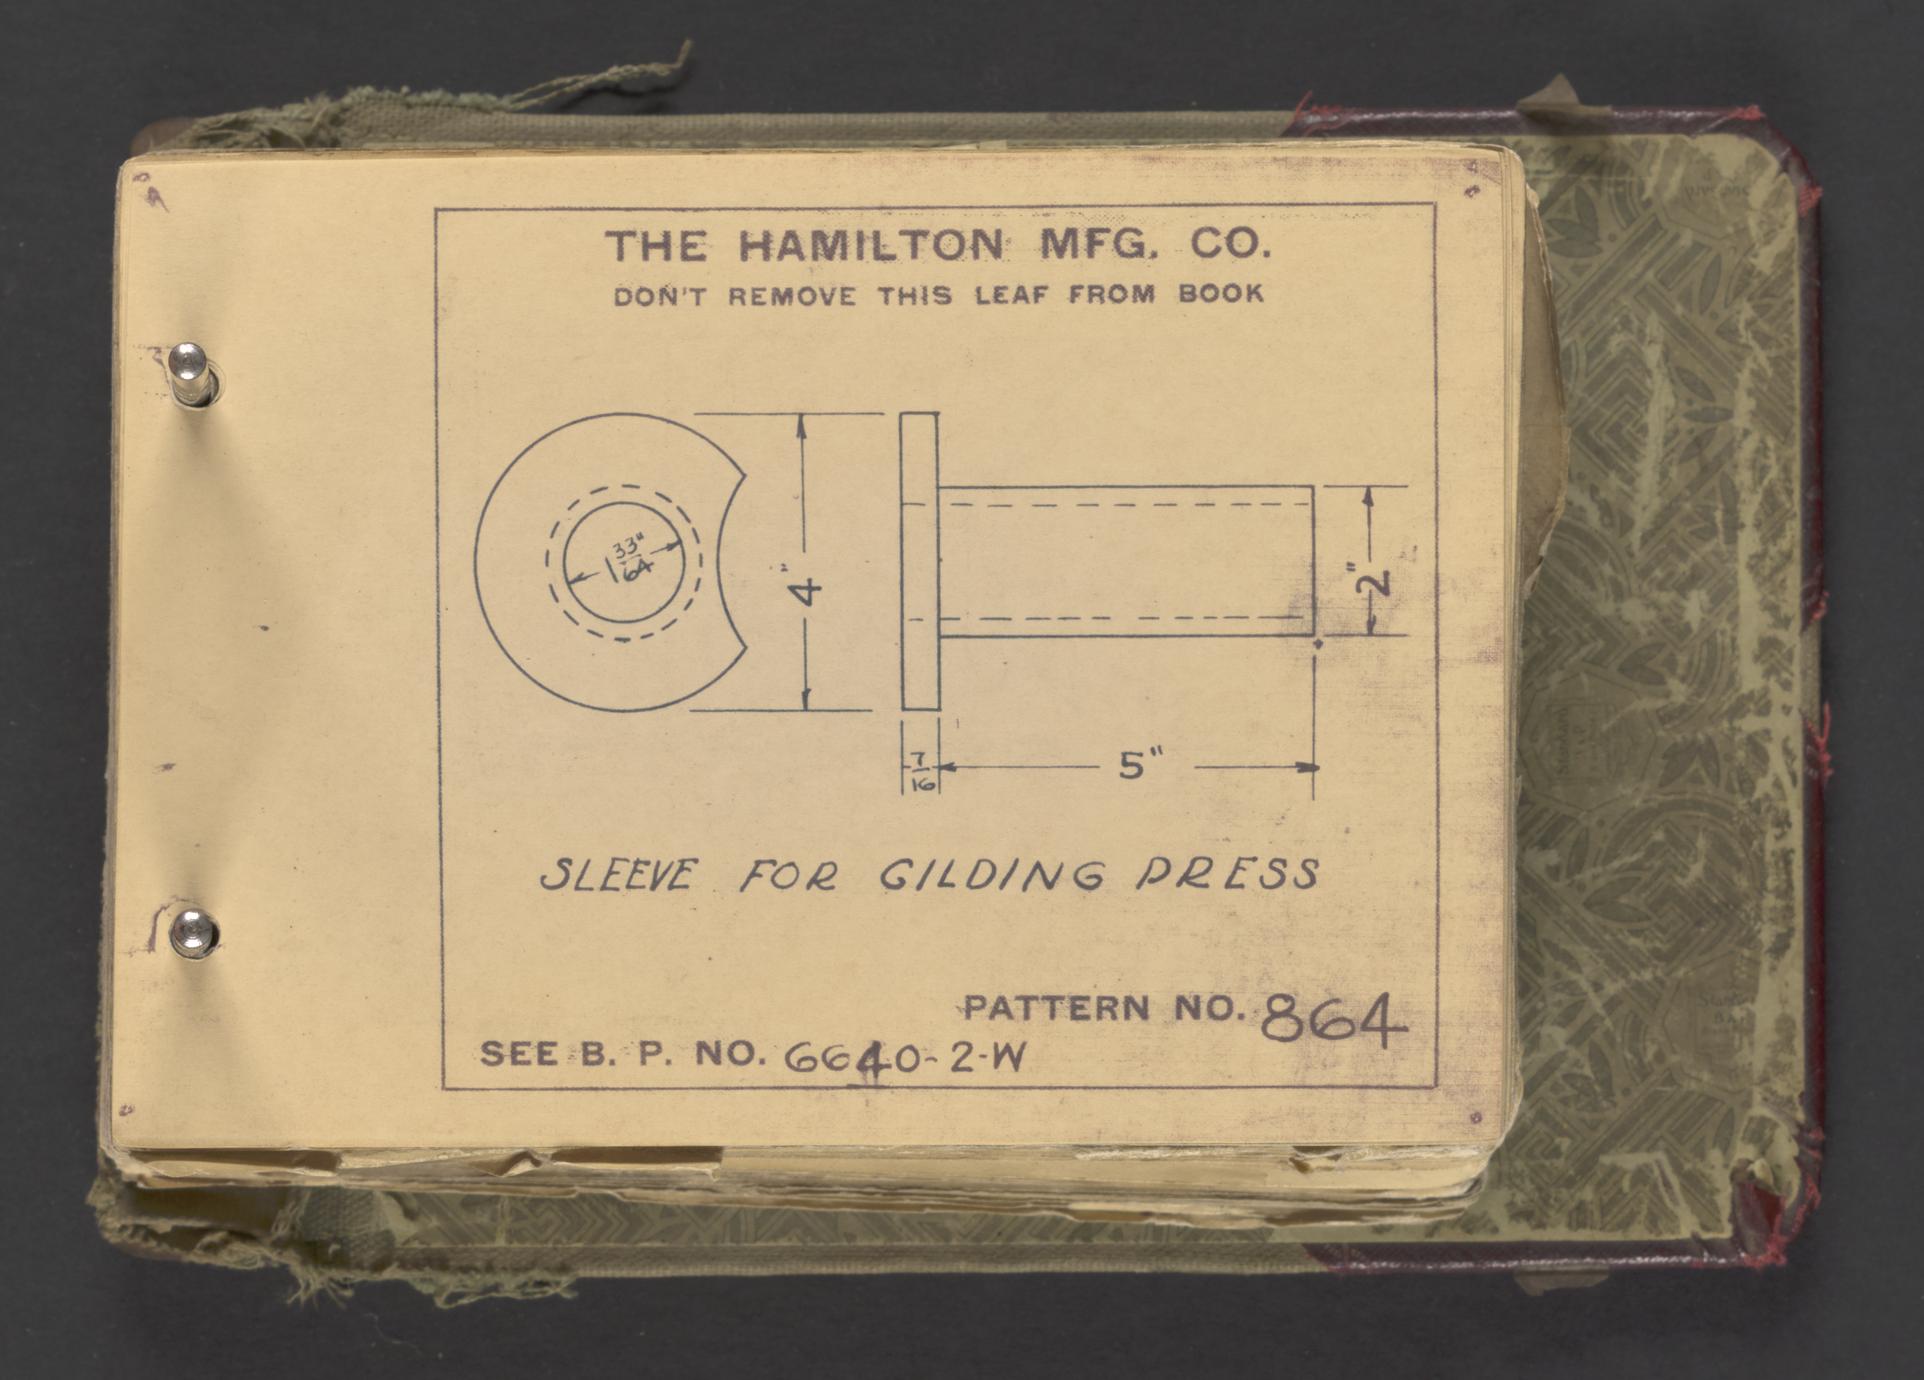 THE HAMILTON MFG. CO.
DON'T REMOVE THIS LEAF FROM BOOK
1 33"/64
4"
2"
7/16
5"
SLEEVE FOR GILDING PRESS
PATTERN NO. 864
SEE B. P. NO. 6640-2-W